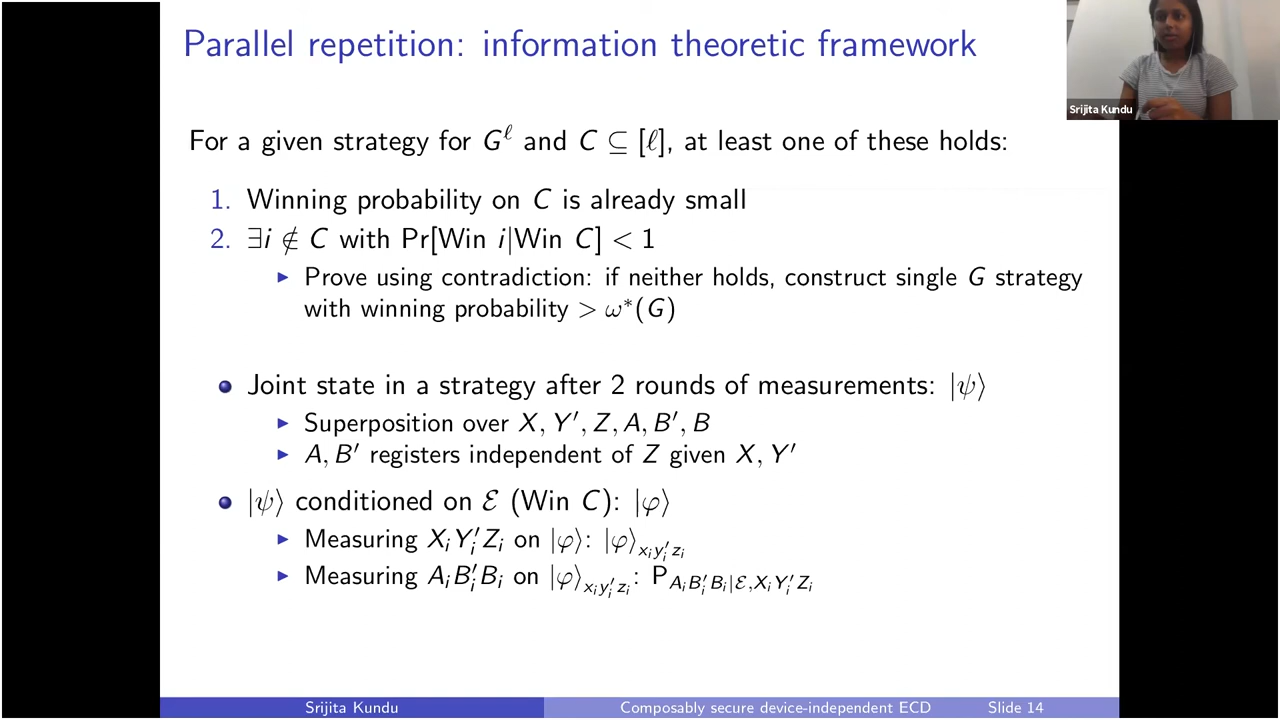 Parallel repetition: information theoretic framework
Srijita Kundu
For a given strategy for G^ℓ and C ⊆ [ℓ], at least one of these holds:
1. Winning probability on C is already small
2. ∃i ∉ C with Pr[Win i|Win C] < 1
▶ Prove using contradiction: if neither holds, construct single G strategy
with winning probability > ω*(G)
● Joint state in a strategy after 2 rounds of measurements: |ψ⟩
▶ Superposition over X, Y′, Z, A, B′, B
▶ A, B′ registers independent of Z given X, Y′
● |ψ⟩ conditioned on ℰ (Win C): |φ⟩
▶ Measuring X_iY′_iZ_i on |φ⟩: |φ⟩_{x_iy′_iz_i}
▶ Measuring A_iB′_iB_i on |φ⟩_{x_iy′_iz_i}: P_{A_iB′_iB_i|ℰ,X_iY′_iZ_i}
Srijita Kundu Composably secure device-independent ECD Slide 14